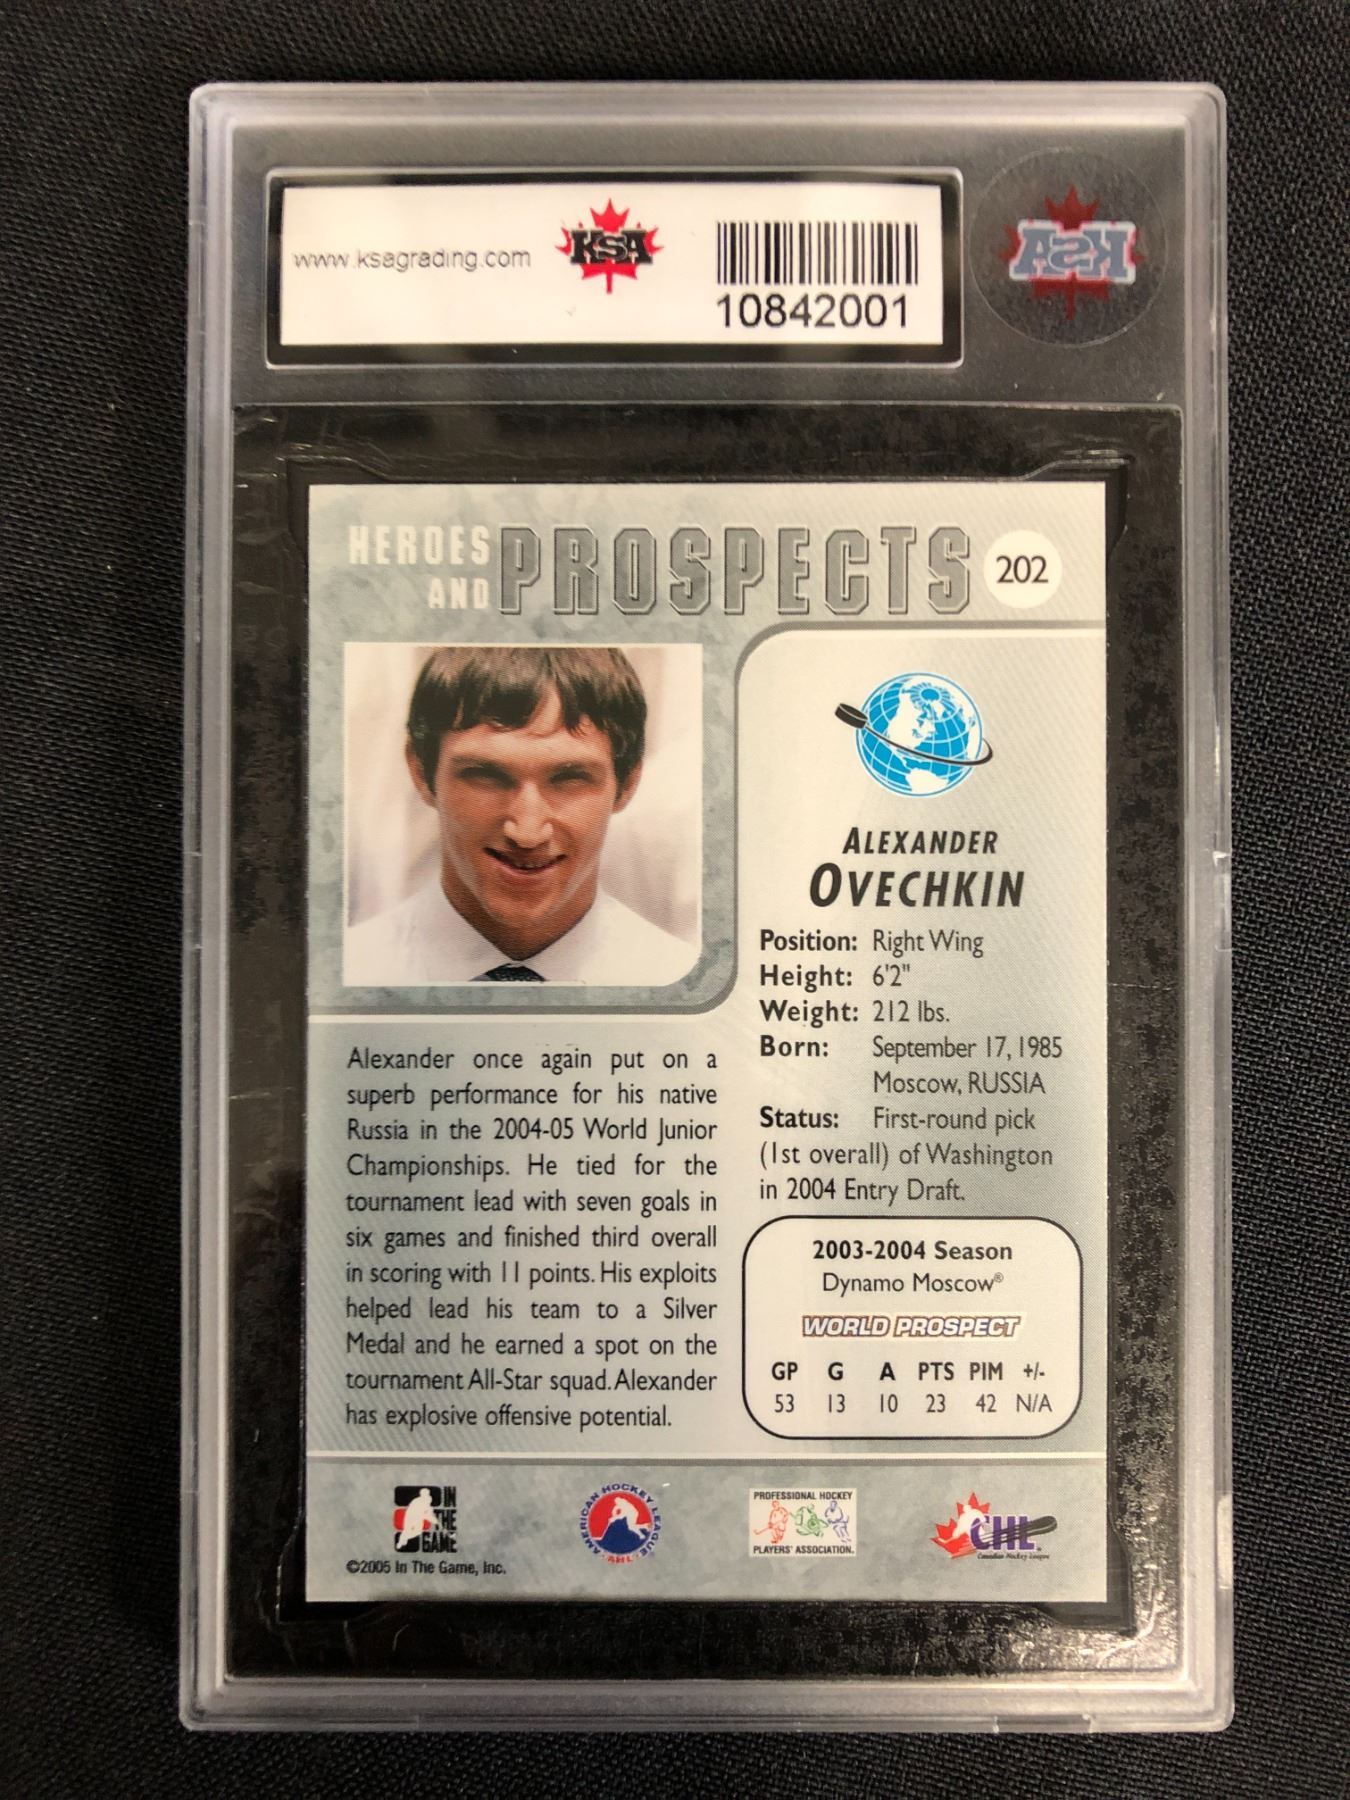 www.ksagrading.com
KSA
10842001
KSA
HEROES
AND
PROSPECTS
202
ALEXANDER
OVECHKIN
Position: Right Wing
Height: 6'2"
Weight: 212 lbs.
Born: September 17, 1985
Moscow, RUSSIA
Status: First-round pick
(1st overall) of Washington
in 2004 Entry Draft.
Alexander once again put on a
superb performance for his native
Russia in the 2004-05 World Junior
Championships. He tied for the
tournament lead with seven goals in
six games and finished third overall
in scoring with 11 points. His exploits
helped lead his team to a Silver
Medal and he earned a spot on the
tournament All-Star squad. Alexander
has explosive offensive potential.
2003-2004 Season
Dynamo Moscow®
WORLD PROSPECT
GP G A PTS PIM +/-
53 13 10 23 42 N/A
IN
THE
GAME
©2005 In The Game, Inc.
AMERICAN HOCKEY LEAGUE
AHL
PROFESSIONAL HOCKEY
PLAYERS' ASSOCIATION.
CHL
Canadian Hockey League